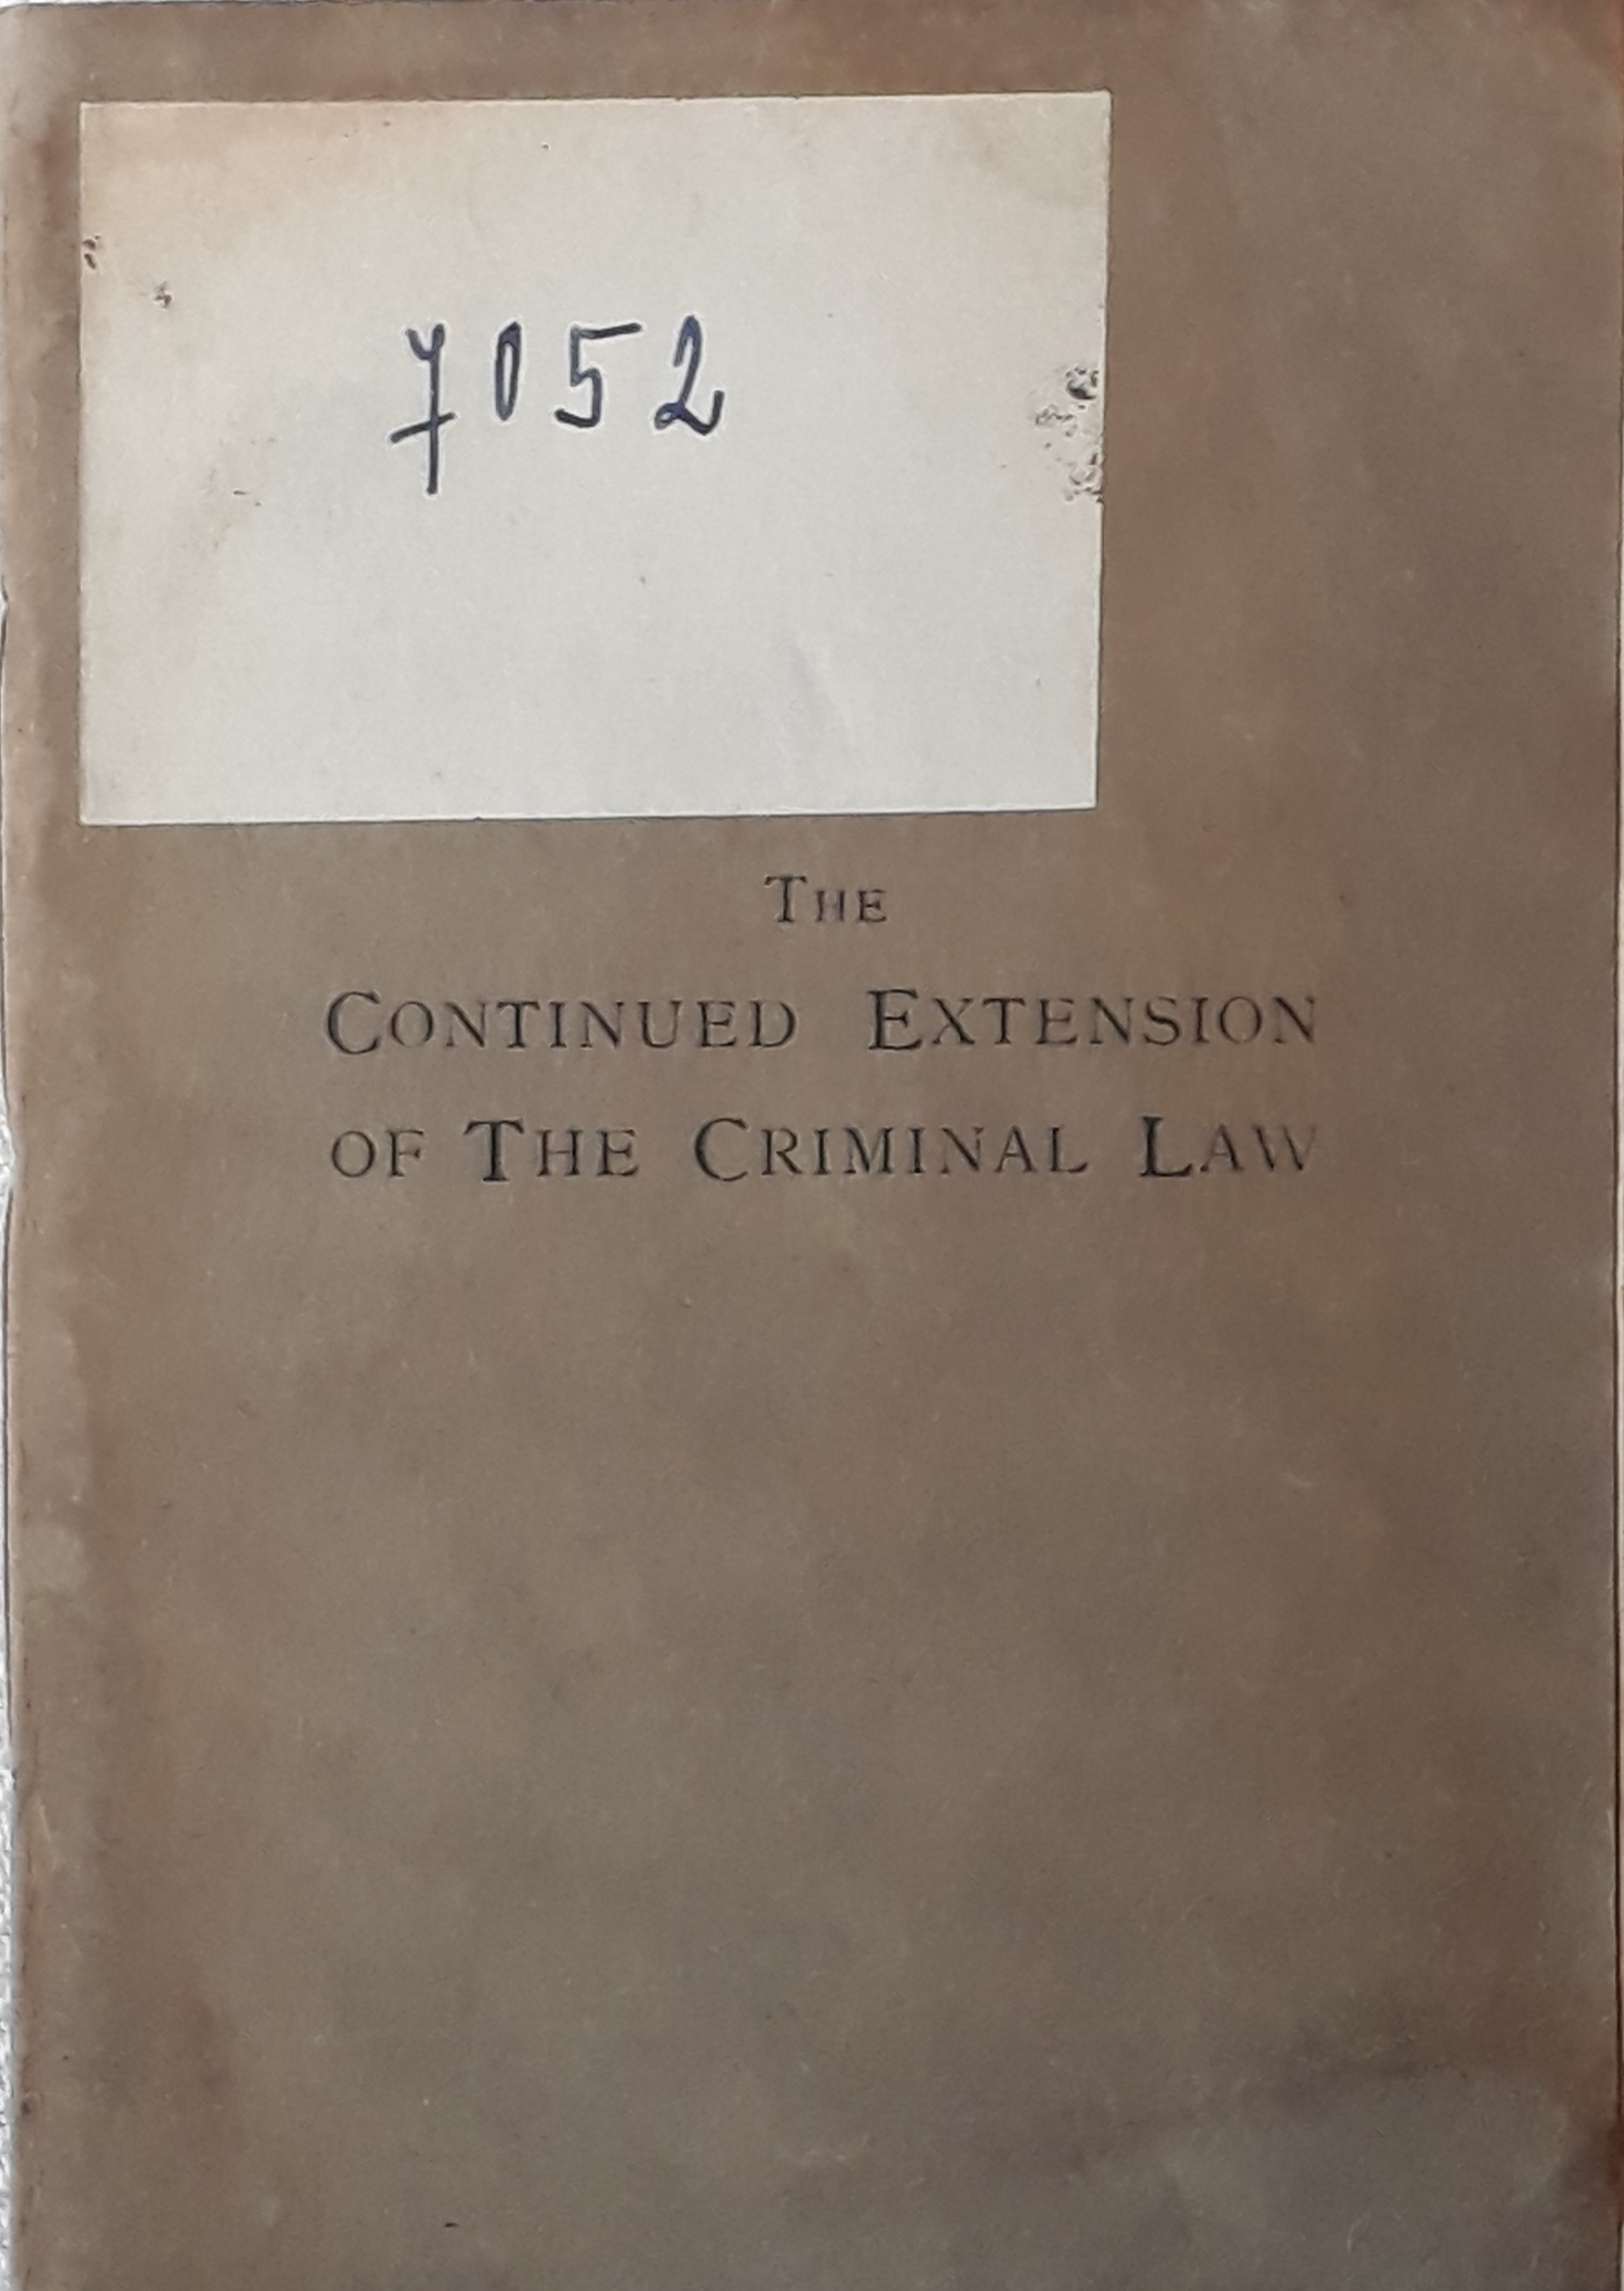 7052
The
Continued Extension
of The Criminal Law